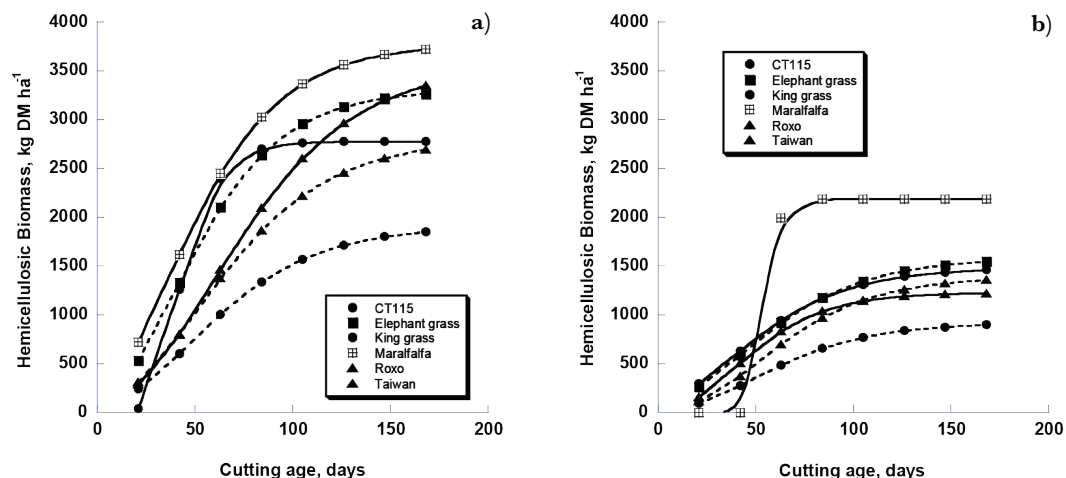 a)
Hemicellulosic Biomass, kg DM ha-1
4000
3500
3000
2500
2000
1500
1000
500
0
CT115
Elephant grass
King grass
Maralfalfa
Roxo
Taiwan
0 50 100 150 200
Cutting age, days
b)
Hemicellulosic Biomass, kg DM ha-1
4000
3500
3000
2500
2000
1500
1000
500
0
CT115
Elephant grass
King grass
Maralfalfa
Roxo
Taiwan
0 50 100 150 200
Cutting age, days